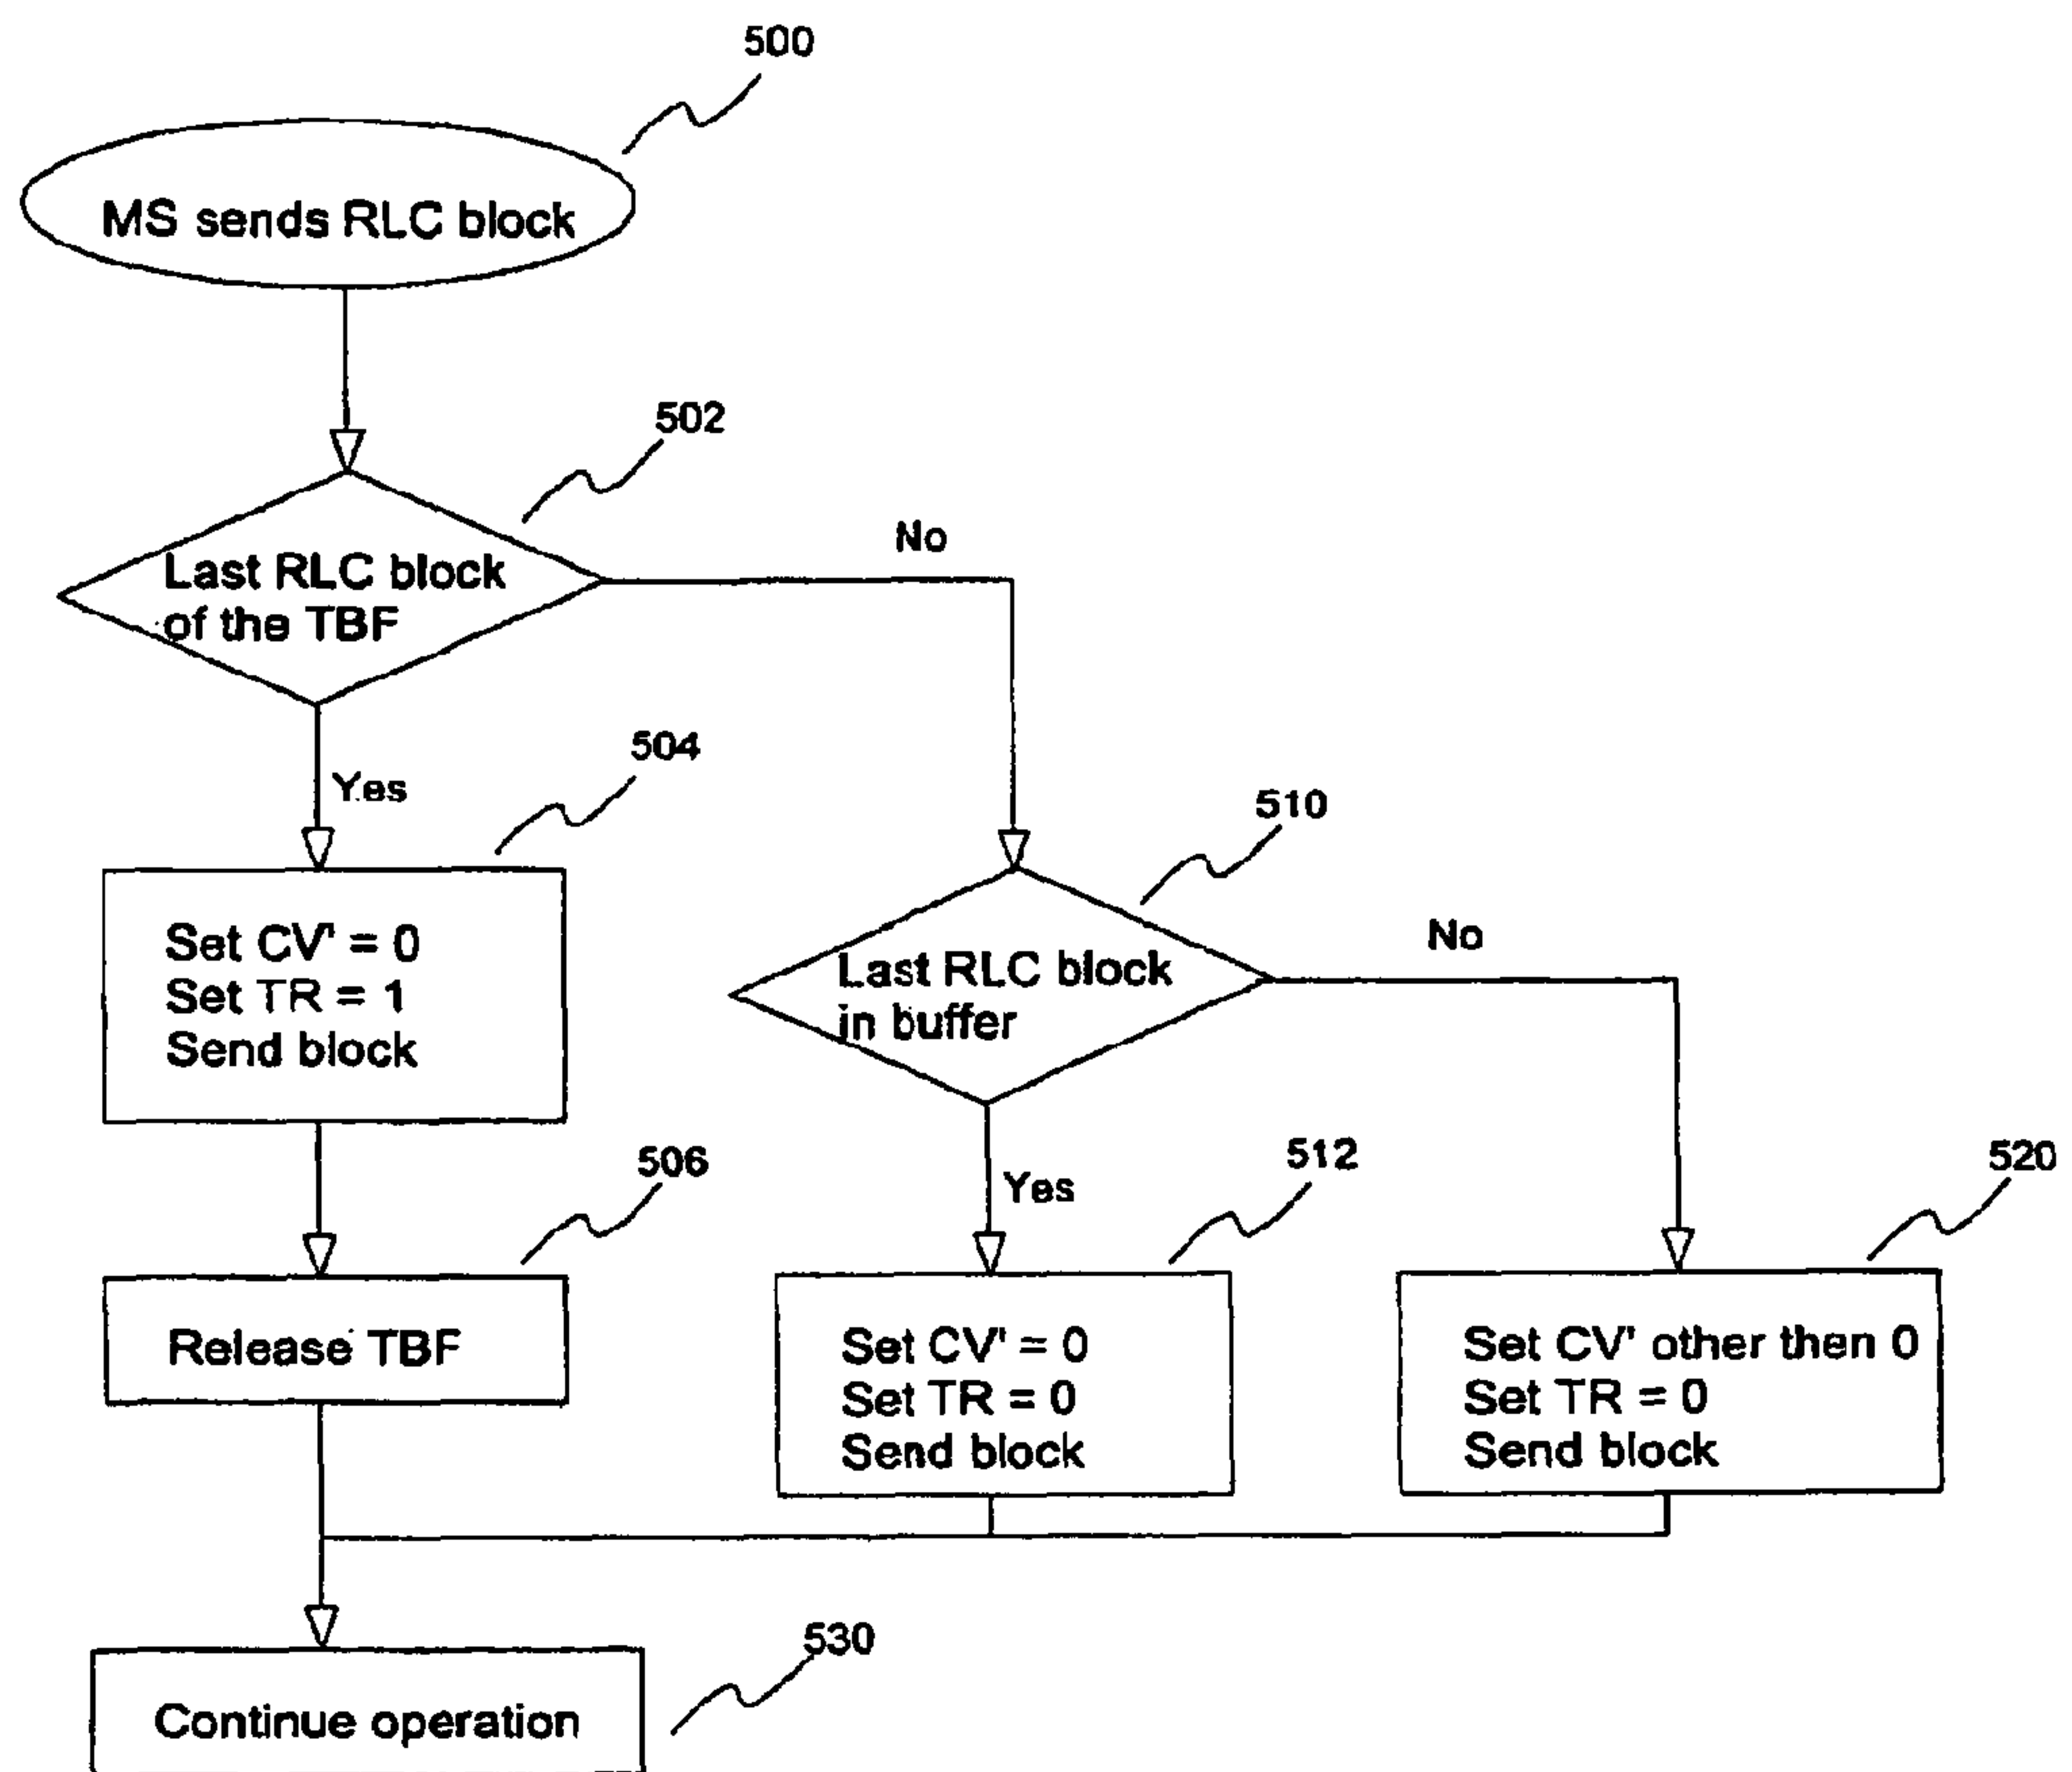 500
MS sends RLC block
502
Last RLC block
of the TBF
No
Yes
504
Set CV' = 0
Set TR = 1
Send block
510
Last RLC block
in buffer
No
Yes
506
Release TBF
512
Set CV' = 0
Set TR = 0
Send block
520
Set CV' other then 0
Set TR = 0
Send block
530
Continue operation